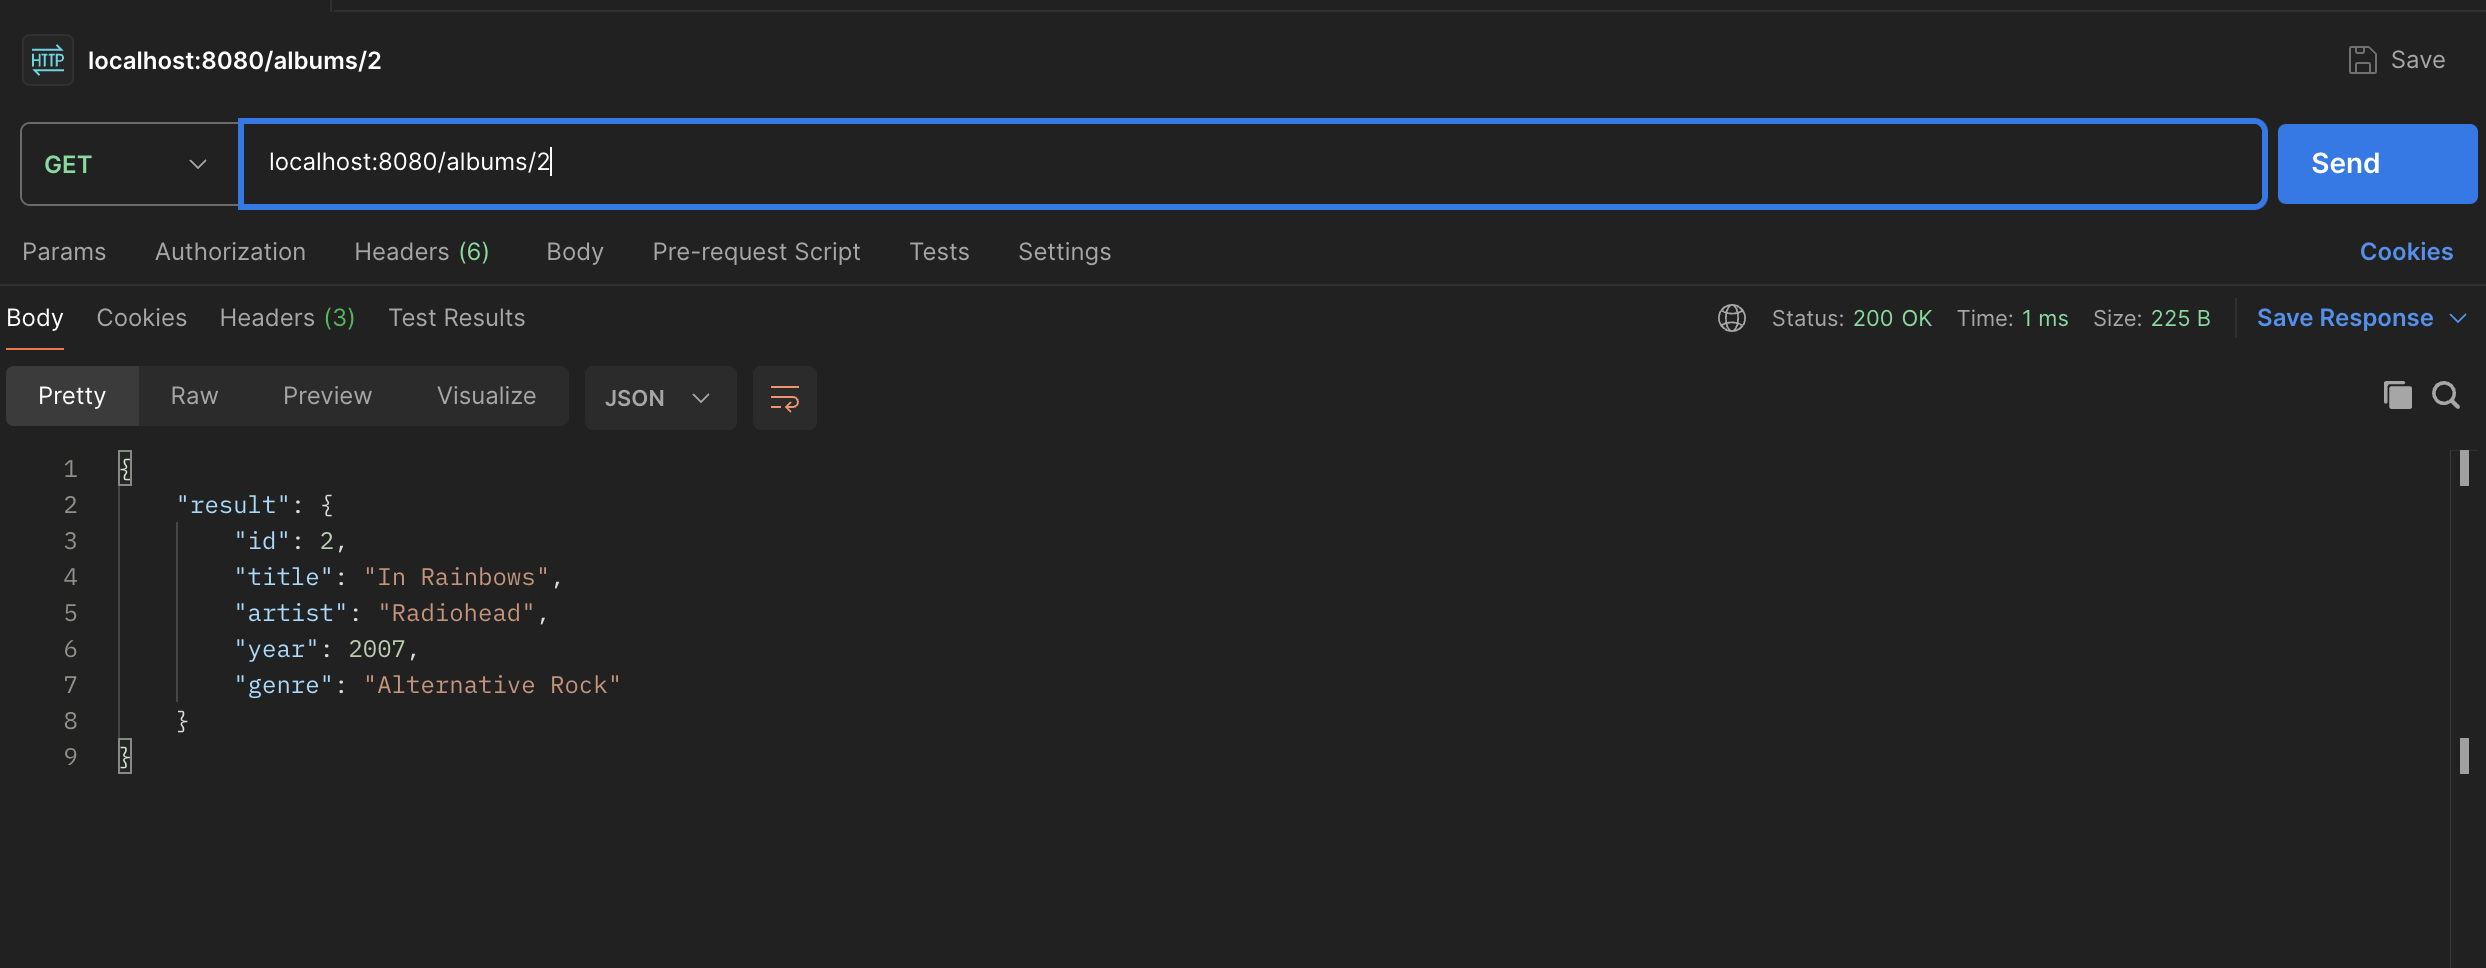 HTTP localhost:8080/albums/2 Save
GET localhost:8080/albums/2 Send
Params Authorization Headers (6) Body Pre-request Script Tests Settings Cookies
Body Cookies Headers (3) Test Results Status: 200 OK Time: 1 ms Size: 225 B Save Response
Pretty Raw Preview Visualize JSON
1 {
2 "result": {
3 "id": 2,
4 "title": "In Rainbows",
5 "artist": "Radiohead",
6 "year": 2007,
7 "genre": "Alternative Rock"
8 }
9 }